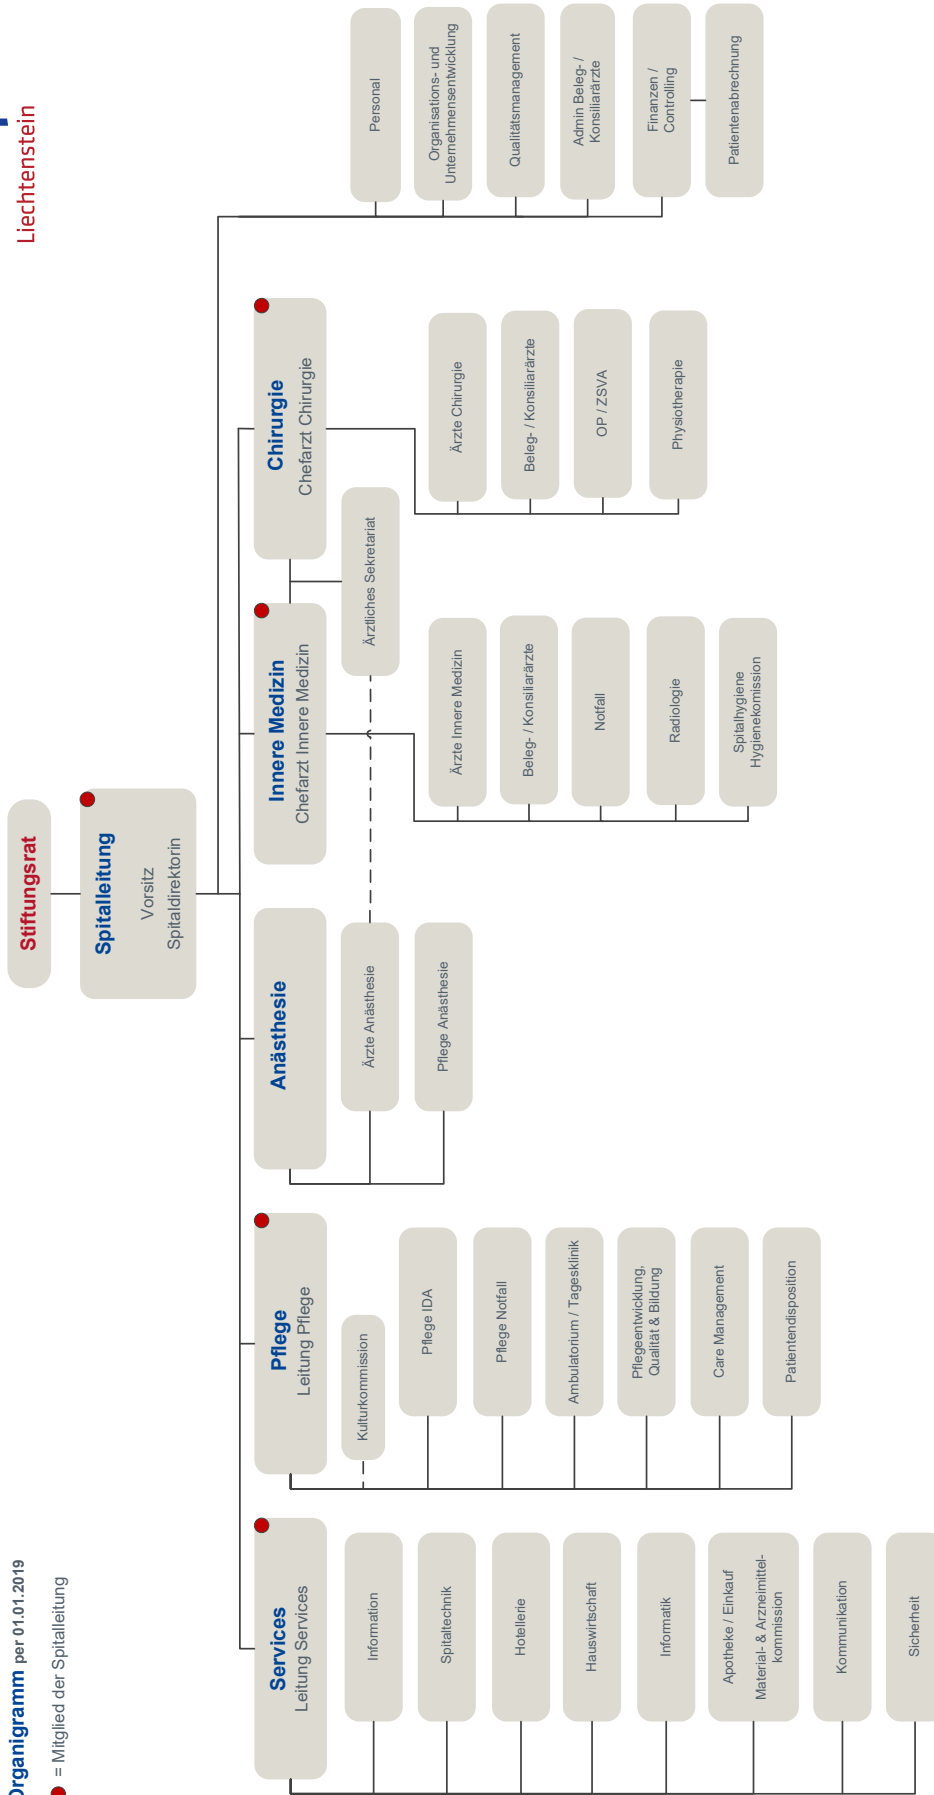 Organigramm per 01.01.2019
= Mitglied der Spitalleitung
Liechtenstein
Stiftungsrat
Spitalleitung
Vorsitz
Spitaldirektorin
Services
Leitung Services
Information
Spitaltechnik
Hotellerie
Hauswirtschaft
Informatik
Apotheke / Einkauf
Material- & Arzneimittel-
kommission
Kommunikation
Sicherheit
Pflege
Leitung Pflege
Kulturkommission
Pflege IDA
Pflege Notfall
Ambulatorium / Tagesklinik
Pflegeentwicklung,
Qualität & Bildung
Care Management
Patientendisposition
Anästhesie
Ärzte Anästhesie
Pflege Anästhesie
Innere Medizin
Chefarzt Innere Medizin
Ärztliches Sekretariat
Ärzte Innere Medizin
Beleg- / Konsiliarärzte
Notfall
Radiologie
Spitalhygiene
Hygienekomission
Chirurgie
Chefarzt Chirurgie
Ärzte Chirurgie
Beleg- / Konsiliarärzte
OP / ZSVA
Physiotherapie
Personal
Organisations- und
Unternehmensentwicklung
Qualitätsmanagement
Admin Beleg- /
Konsiliarärzte
Finanzen /
Controlling
Patientenabrechnung